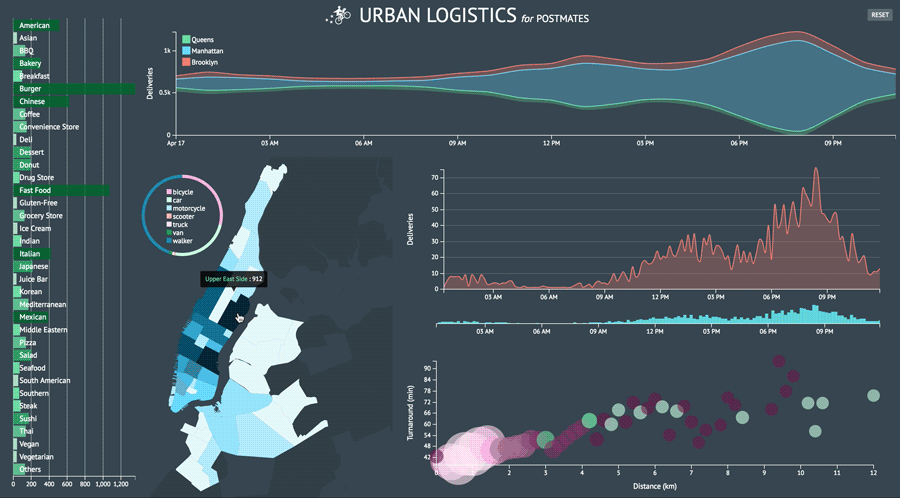 URBAN LOGISTICS for POSTMATES
RESET
American
Asian
BBQ
Bakery
Breakfast
Burger
Chinese
Coffee
Convenience Store
Deli
Dessert
Donut
Drug Store
Fast Food
Gluten-Free
Grocery Store
Ice Cream
Indian
Italian
Japanese
Juice Bar
Korean
Mediterranean
Mexican
Middle Eastern
Pizza
Salad
Seafood
South American
Southern
Steak
Sushi
Thai
Vegan
Vegetarian
Others
0 200 400 600 800 1,000 1,200
Deliveries
1k
0.5k
0
Queens
Manhattan
Brooklyn
Apr 17 03 AM 06 AM 09 AM 12 PM 03 PM 06 PM 09 PM
bicycle
car
motorcycle
scooter
truck
van
walker
Upper East Side : 912
Deliveries
70
60
50
40
30
20
10
0
03 AM 06 AM 09 AM 12 PM 03 PM 06 PM 09 PM
03 AM 06 AM 09 AM 12 PM 03 PM 06 PM 09 PM
Turnaround (min)
90
84
78
72
66
60
54
48
42
2 3 4 5 6 7 8 9 10 11 12
Distance (km)